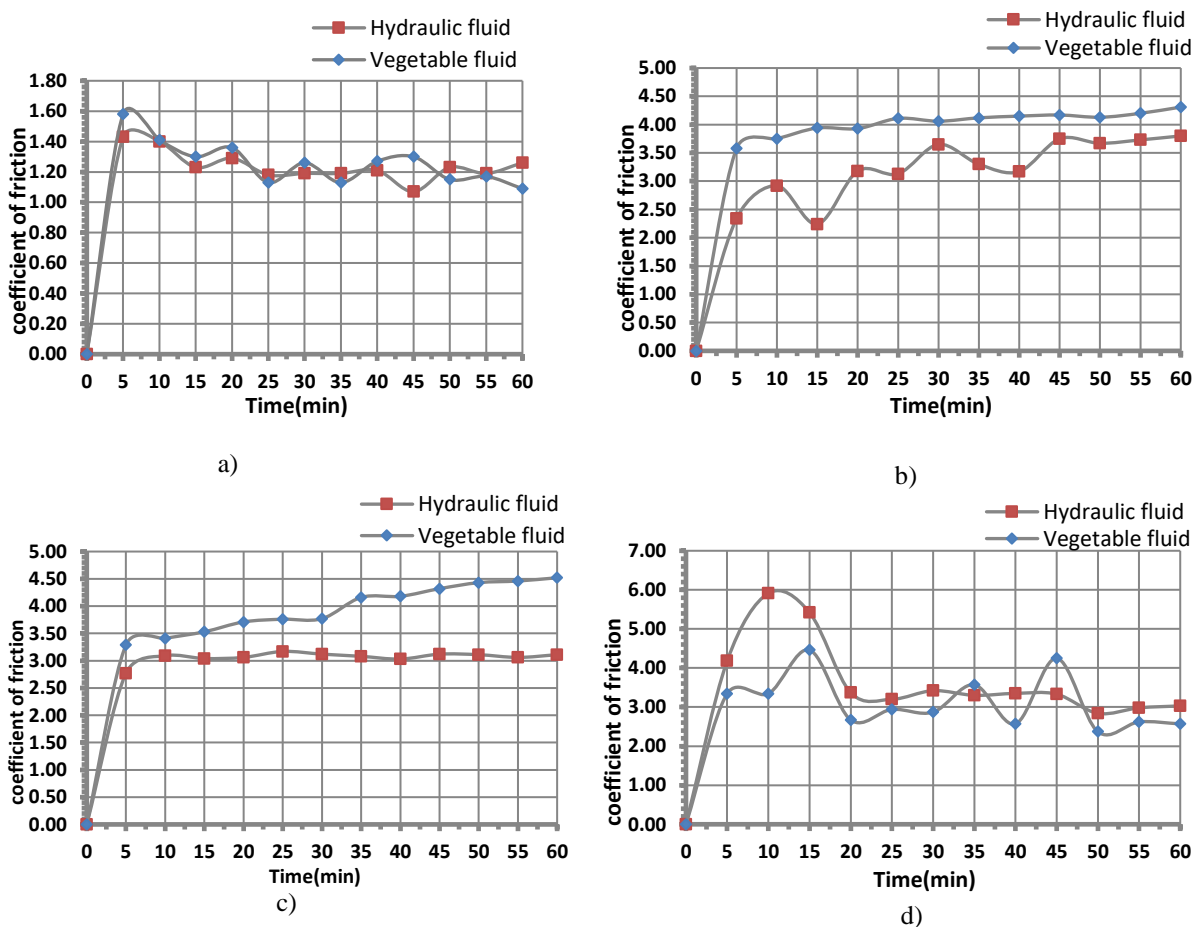 Hydraulic fluid
Vegetable fluid
1.80
1.60
1.40
1.20
1.00
0.80
0.60
0.40
0.20
0.00
coefficient of friction
0 5 10 15 20 25 30 35 40 45 50 55 60
Time(min)
a)
Hydraulic fluid
Vegetable fluid
5.00
4.50
4.00
3.50
3.00
2.50
2.00
1.50
1.00
0.50
0.00
coefficient of friction
0 5 10 15 20 25 30 35 40 45 50 55 60
Time(min)
b)
Hydraulic fluid
Vegetable fluid
5.00
4.50
4.00
3.50
3.00
2.50
2.00
1.50
1.00
0.50
0.00
coefficient of friction
0 5 10 15 20 25 30 35 40 45 50 55 60
Time(min)
c)
Hydraulic fluid
Vegetable fluid
7.00
6.00
5.00
4.00
3.00
2.00
1.00
0.00
coefficient of friction
0 5 10 15 20 25 30 35 40 45 50 55 60
Time(min)
d)